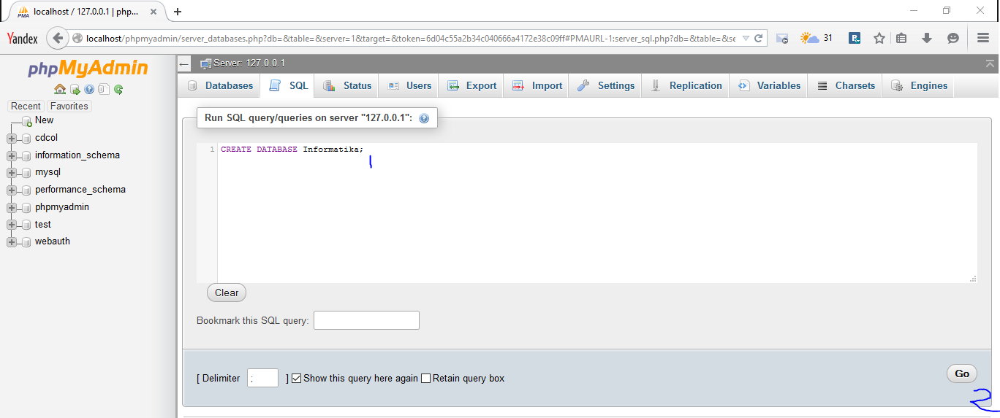 localhost / 127.0.0.1 | php...
Yandex
localhost/phpmyadmin/server_databases.php?db=&table=&server=1&target=&token=6d04c55a2b34c040666a4172e38c09ff#PMAURL-1:server_sql.php?db=&table=&se
31
phpMyAdmin
Server: 127.0.0.1
Databases SQL Status Users Export Import Settings Replication Variables Charsets Engines
Recent Favorites
New
cdcol
information_schema
mysql
performance_schema
phpmyadmin
test
webauth
Run SQL query/queries on server "127.0.0.1":
1 CREATE DATABASE Informatika;
1
Clear
Bookmark this SQL query:
[ Delimiter ; ] Show this query here again Retain query box
Go
2